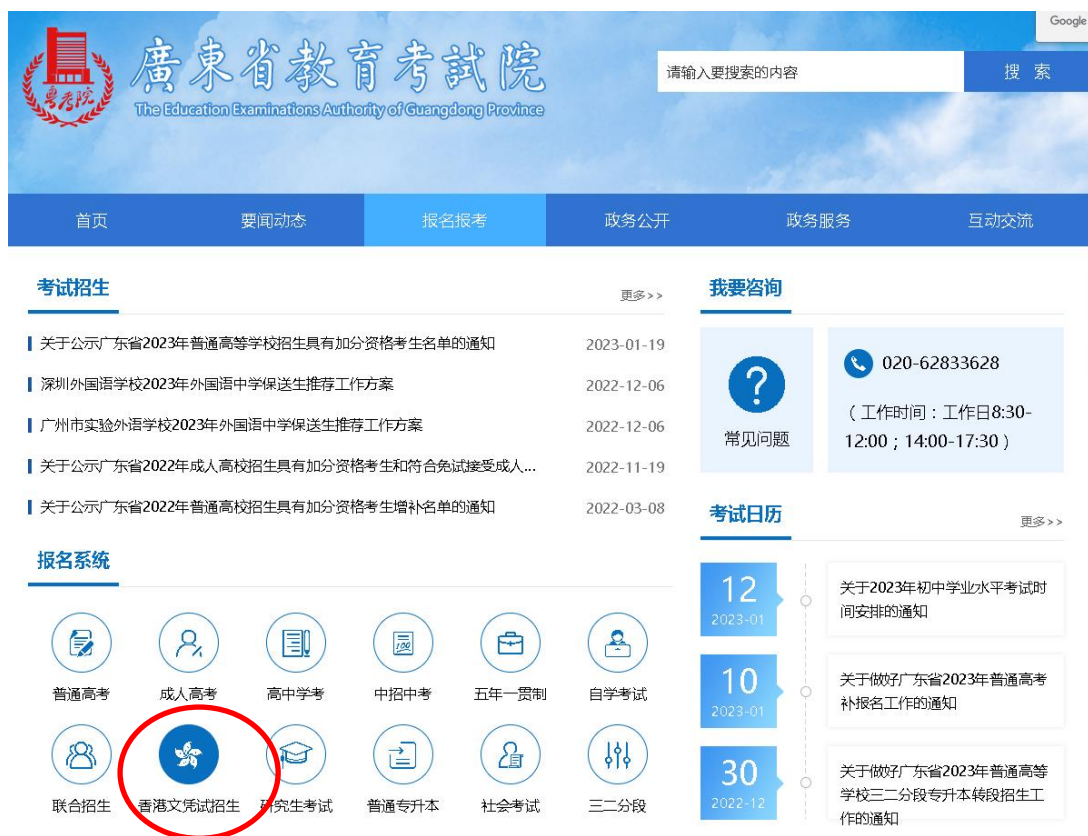 Google
粤考院
廣東省教育考試院
The Education Examinations Authority of Guangdong Province
请输入要搜索的内容
搜 索
首页
要闻动态
报名报考
政务公开
政务服务
互动交流
考试招生
更多>>
关于公示广东省2023年普通高等学校招生具有加分资格考生名单的通知
2023-01-19
深圳外国语学校2023年外国语中学保送生推荐工作方案
2022-12-06
广州市实验外语学校2023年外国语中学保送生推荐工作方案
2022-12-06
关于公示广东省2022年成人高校招生具有加分资格考生和符合免试接受成人...
2022-11-19
关于公示广东省2022年普通高校招生具有加分资格考生增补名单的通知
2022-03-08
我要咨询
常见问题
020-62833628
（工作时间：工作日8:30-
12:00；14:00-17:30）
报名系统
普通高考
成人高考
高中学考
中招中考
五年一贯制
自学考试
联合招生
香港文凭试招生
研究生考试
普通专升本
社会考试
三二分段
考试日历
更多>>
12
2023-01
关于2023年初中学业水平考试时
间安排的通知
10
2023-01
关于做好广东省2023年普通高考
补报名工作的通知
30
2022-12
关于做好广东省2023年普通高等
学校三二分段专升本转段招生工
作的通知